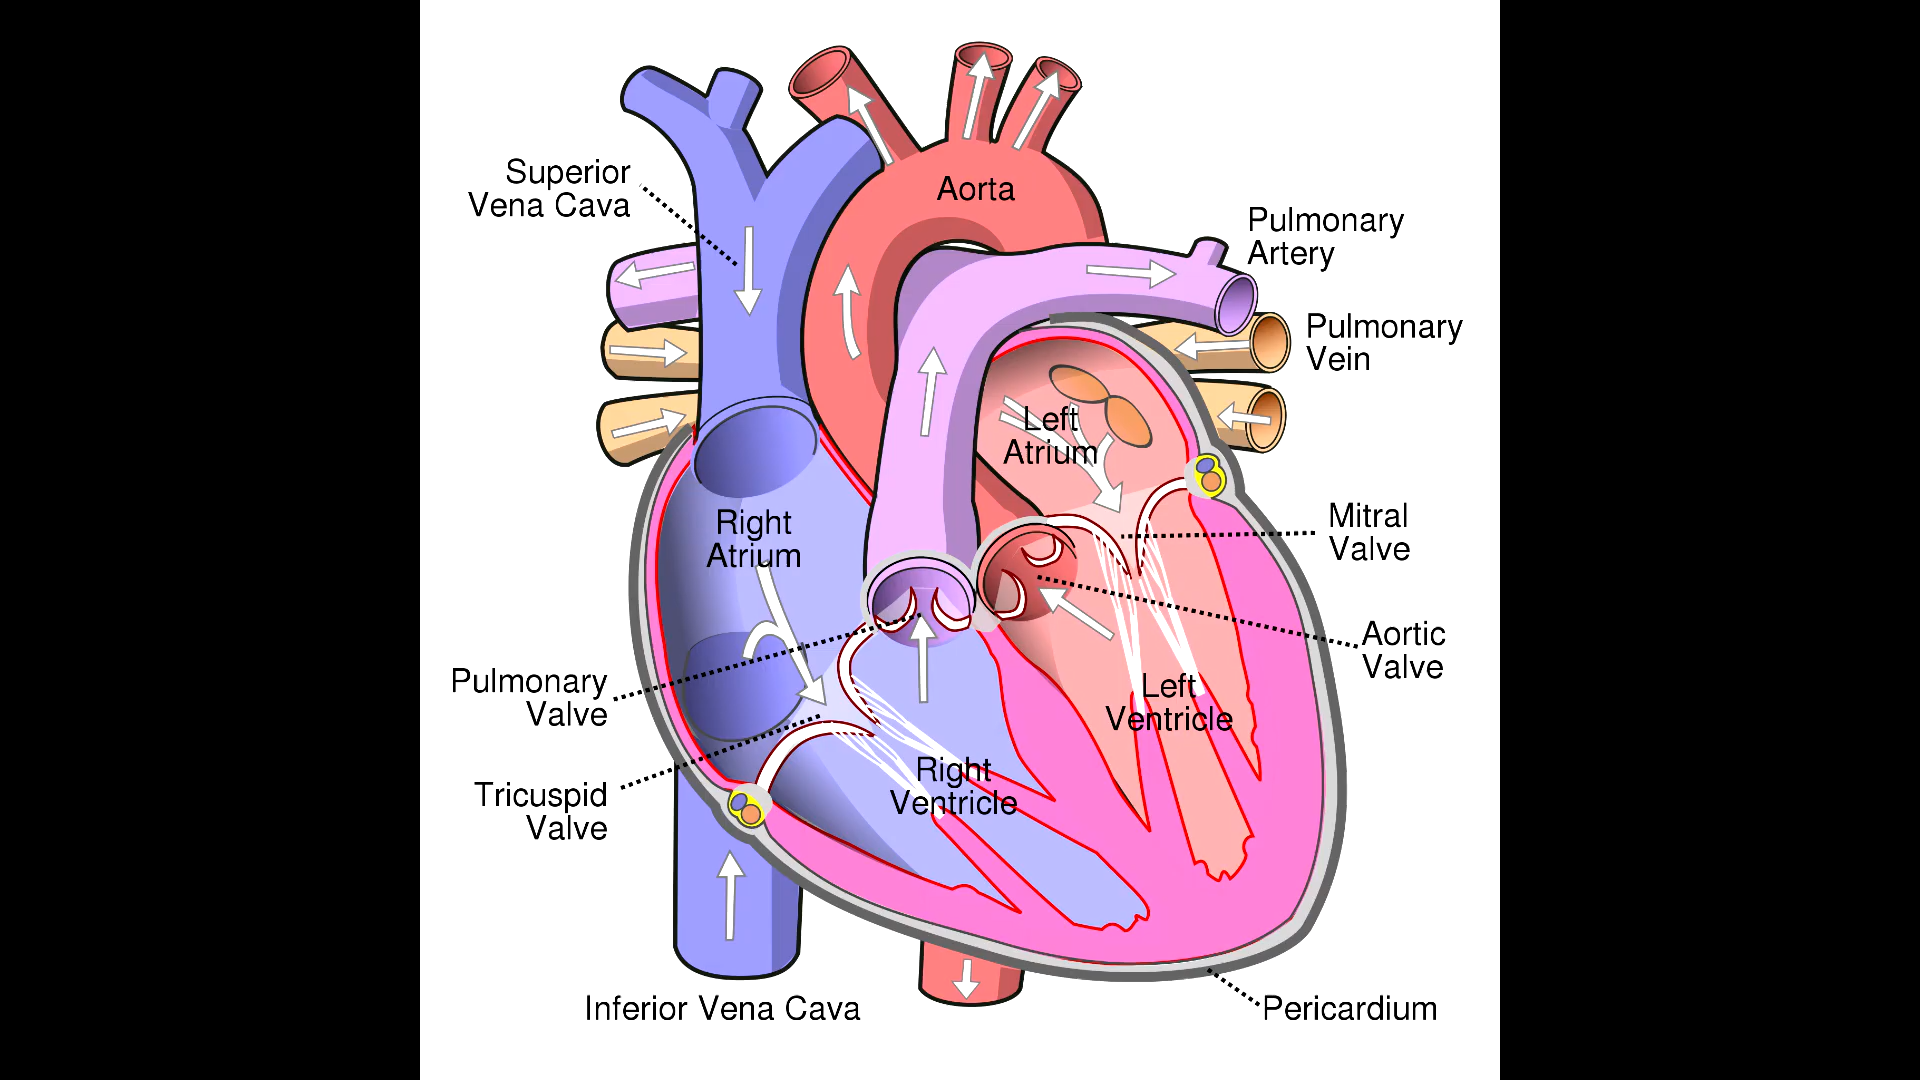 Superior
Vena Cava
Aorta
Pulmonary
Artery
Pulmonary
Vein
Left
Atrium
Right
Atrium
Mitral
Valve
Aortic
Valve
Pulmonary
Valve
Left
Ventricle
Tricuspid
Valve
Right
Ventricle
Inferior Vena Cava
Pericardium